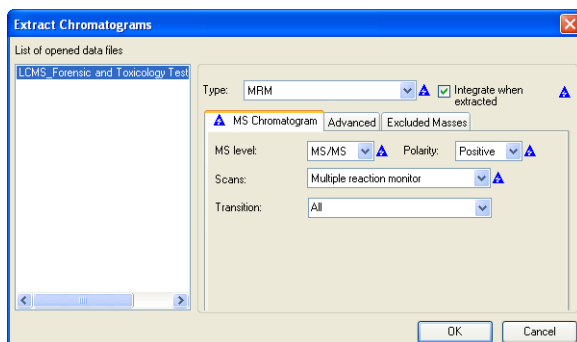 Extract Chromatograms
List of opened data files
LCMS_Forensic and Toxicology Test
Type: MRM Integrate when extracted
MS Chromatogram Advanced Excluded Masses
MS level: MS/MS Polarity: Positive
Scans: Multiple reaction monitor
Transition: All
OK Cancel